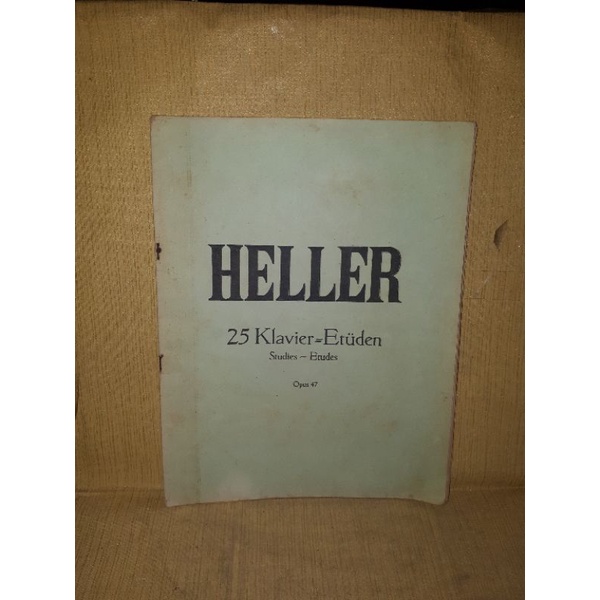 HELLER
25 Klavier=Etüden
Studies – Etudes
Opus 47